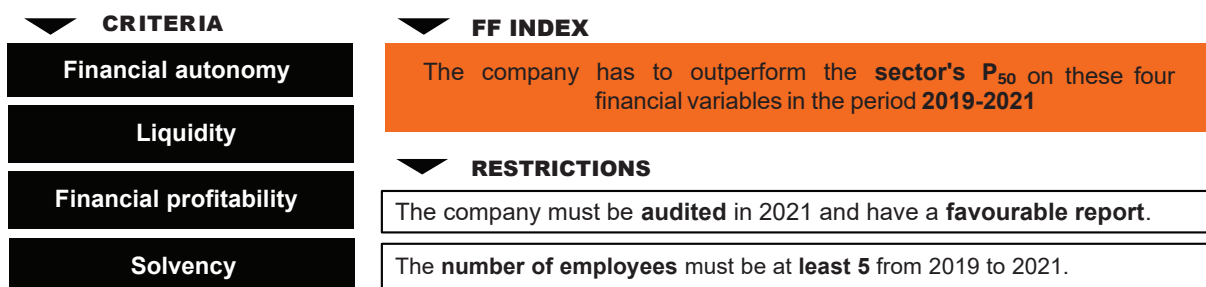 CRITERIA
Financial autonomy
Liquidity
Financial profitability
Solvency
FF INDEX
The company has to outperform the sector's P50 on these four
financial variables in the period 2019-2021
RESTRICTIONS
The company must be audited in 2021 and have a favourable report.
The number of employees must be at least 5 from 2019 to 2021.